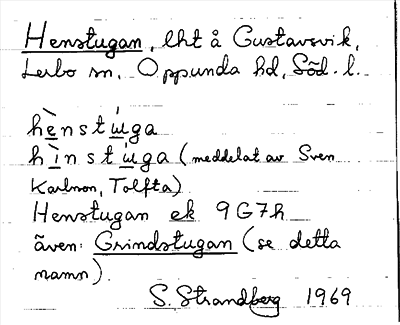 Henstugan, lht å Gustavsvik,
Lerbo sn, Oppunda hd, Söd. l.
hènstúga
hìnstúga (meddelat av Sven
Karlsson, Tolfta)
Henstugan ek 9G7h
även: Grindstugan (se detta
namn).
S. Strandberg 1969